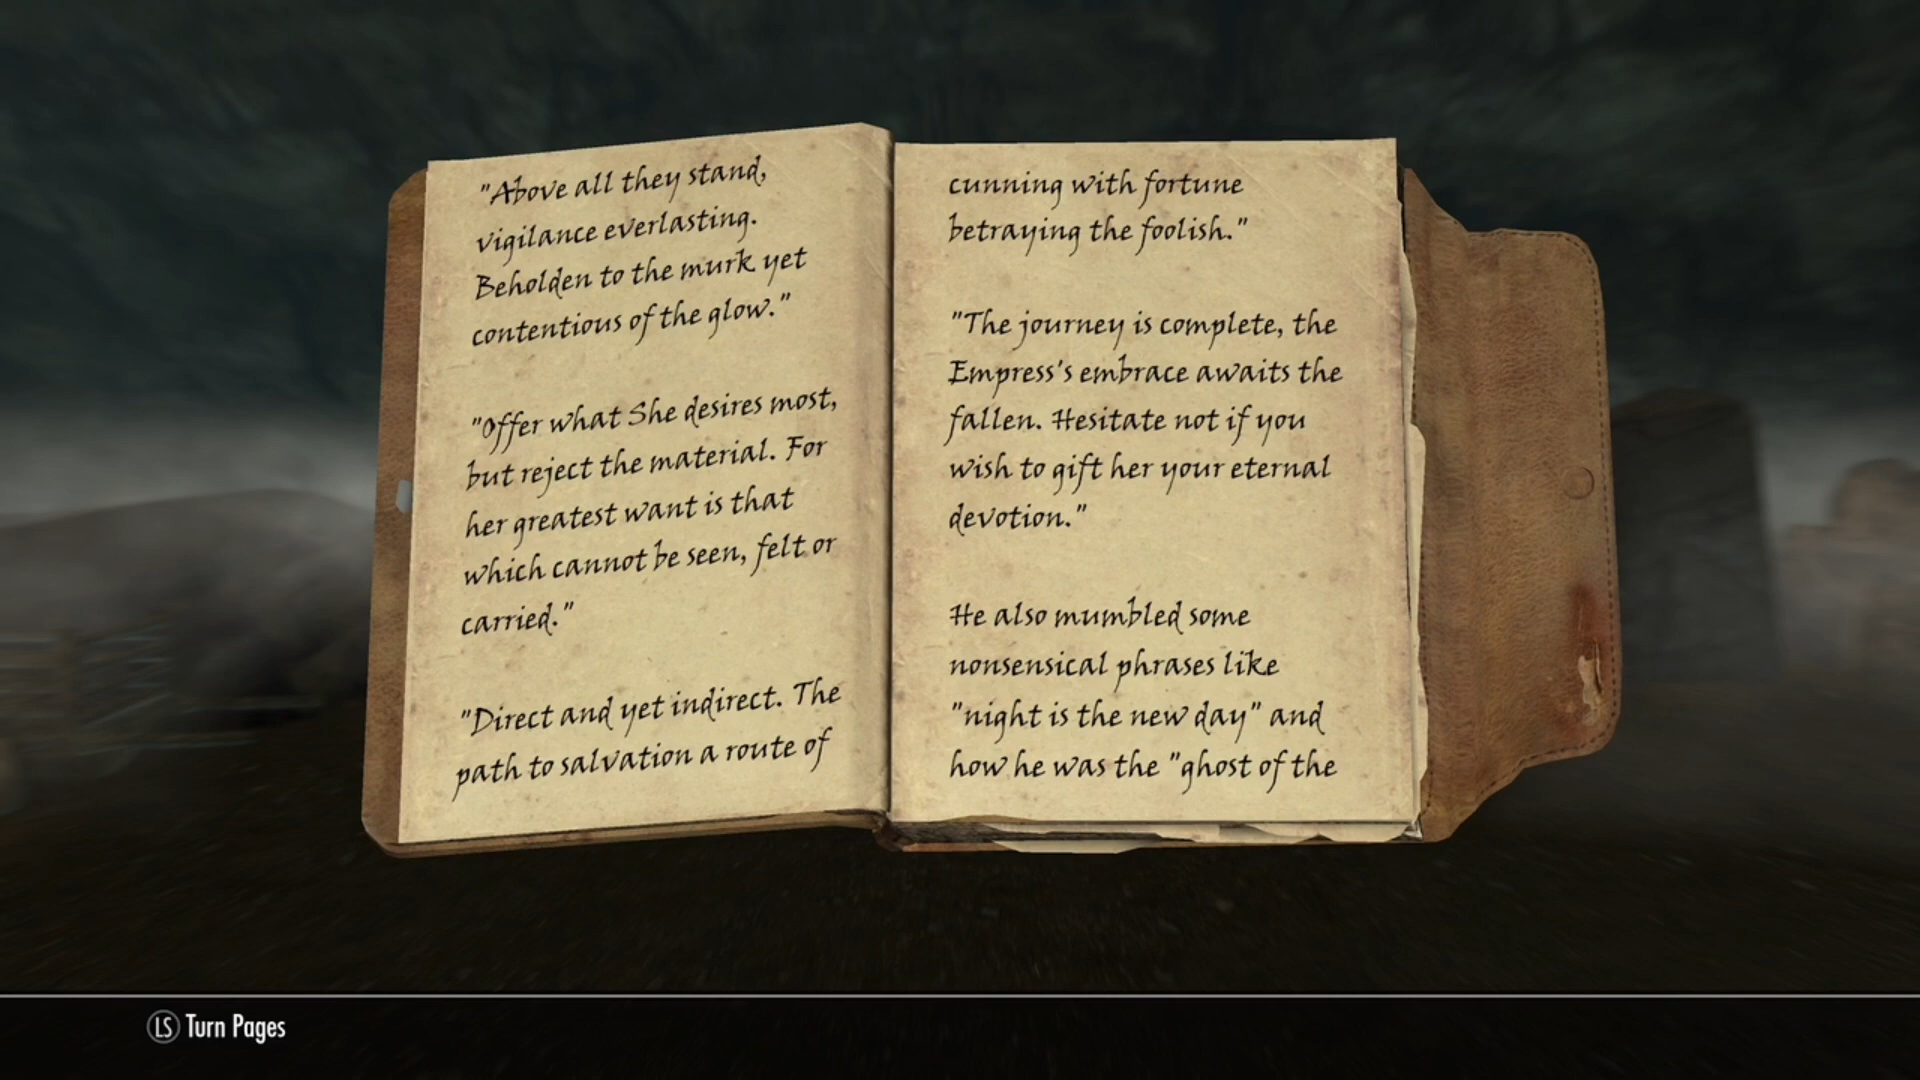 "Above all they stand,
vigilance everlasting.
Beholden to the murk yet
contentious of the glow."
"Offer what She desires most,
but reject the material. For
her greatest want is that
which cannot be seen, felt or
carried."
"Direct and yet indirect. The
path to salvation a route of
cunning with fortune
betraying the foolish."
"The journey is complete, the
Empress's embrace awaits the
fallen. Hesitate not if you
wish to gift her your eternal
devotion."
He also mumbled some
nonsensical phrases like
"night is the new day" and
how he was the "ghost of the
LS Turn Pages